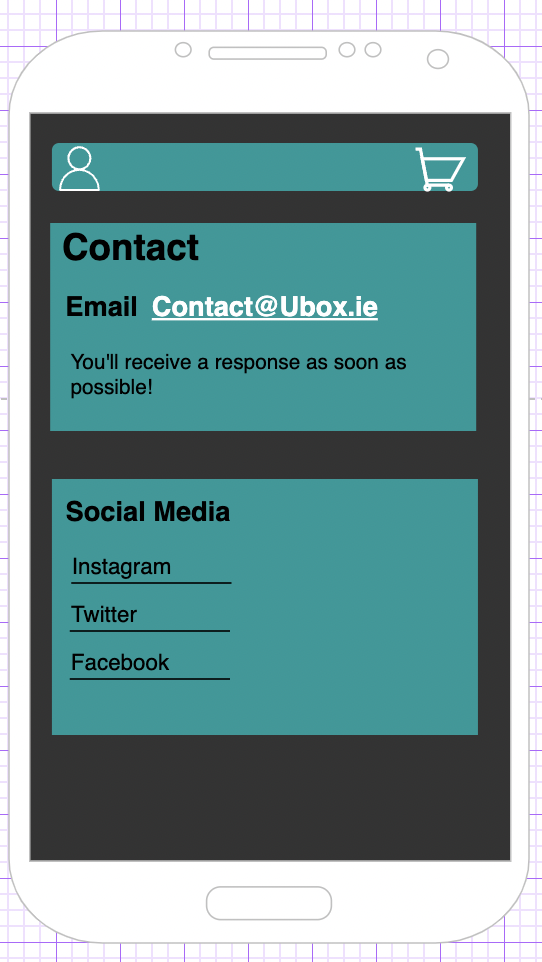 Contact
Email Contact@Ubox.ie
You'll receive a response as soon as
possible!
Social Media
Instagram
Twitter
Facebook